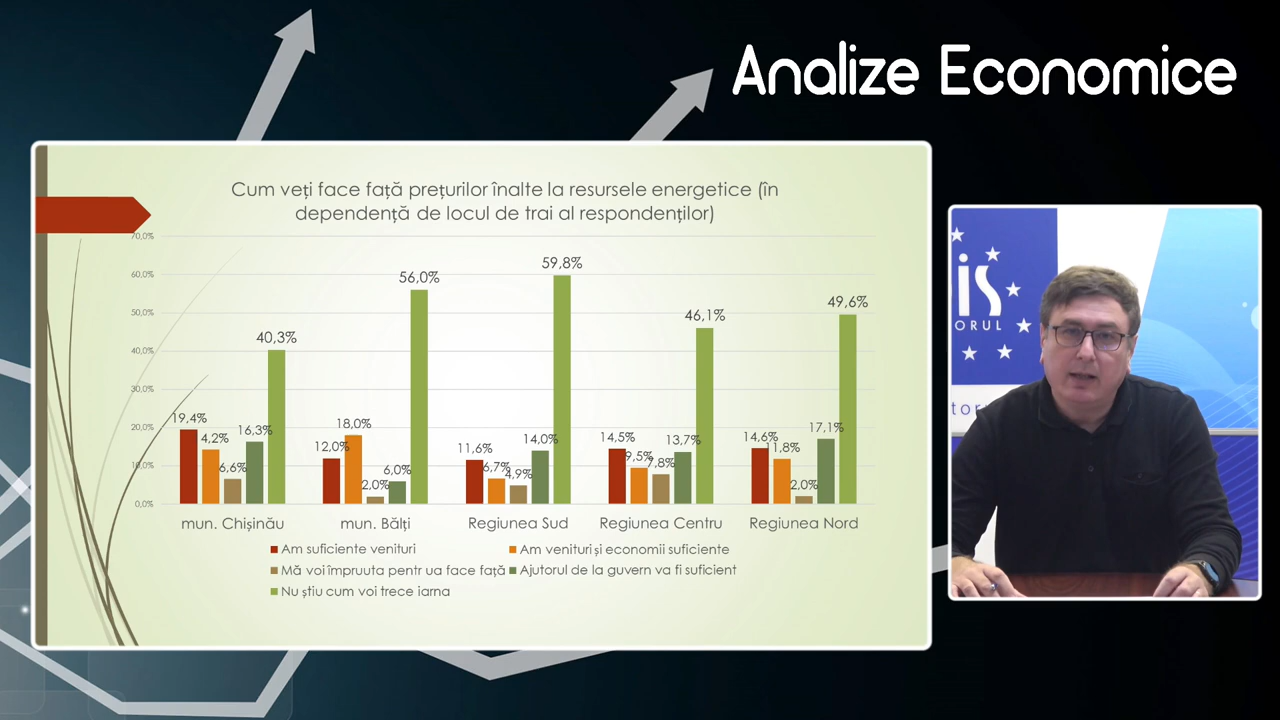 Analize Economice
Cum veți face față prețurilor înalte la resursele energetice (în
dependență de locul de trai al respondenților)
70,0%
60,0%
50,0%
40,0%
30,0%
20,0%
10,0%
0,0%
19,4%
4,2%
6,6%
16,3%
40,3%
12,0%
18,0%
2,0%
6,0%
56,0%
11,6%
6,7%
4,9%
14,0%
59,8%
14,5%
9,5%
7,8%
13,7%
46,1%
14,6%
11,8%
2,0%
17,1%
49,6%
mun. Chișinău
mun. Bălți
Regiunea Sud
Regiunea Centru
Regiunea Nord
Am suficiente venituri
Am venituri și economii suficiente
Mă voi împruuta pentr ua face față
Ajutorul de la guvern va fi suficient
Nu știu cum voi trece iarna
is
ORUL
tor